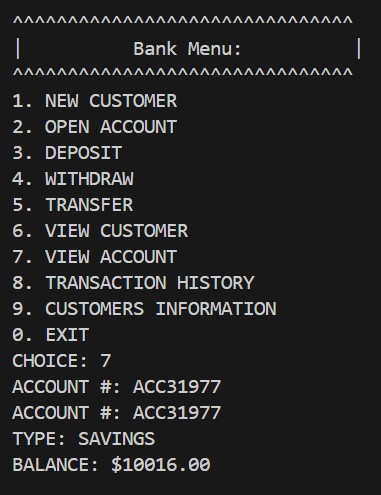 ^^^^^^^^^^^^^^^^^^^^^^^^^^^^^^^
|          Bank Menu:          |
^^^^^^^^^^^^^^^^^^^^^^^^^^^^^^^
1. NEW CUSTOMER
2. OPEN ACCOUNT
3. DEPOSIT
4. WITHDRAW
5. TRANSFER
6. VIEW CUSTOMER
7. VIEW ACCOUNT
8. TRANSACTION HISTORY
9. CUSTOMERS INFORMATION
0. EXIT
CHOICE: 7
ACCOUNT #: ACC31977
ACCOUNT #: ACC31977
TYPE: SAVINGS
BALANCE: $10016.00